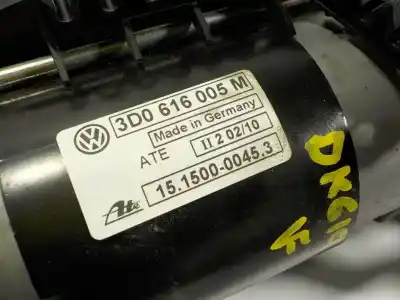 3D0 616 005 M
Made in Germany
ATE
II 2 02/10
15.1500-0045.3
Ate